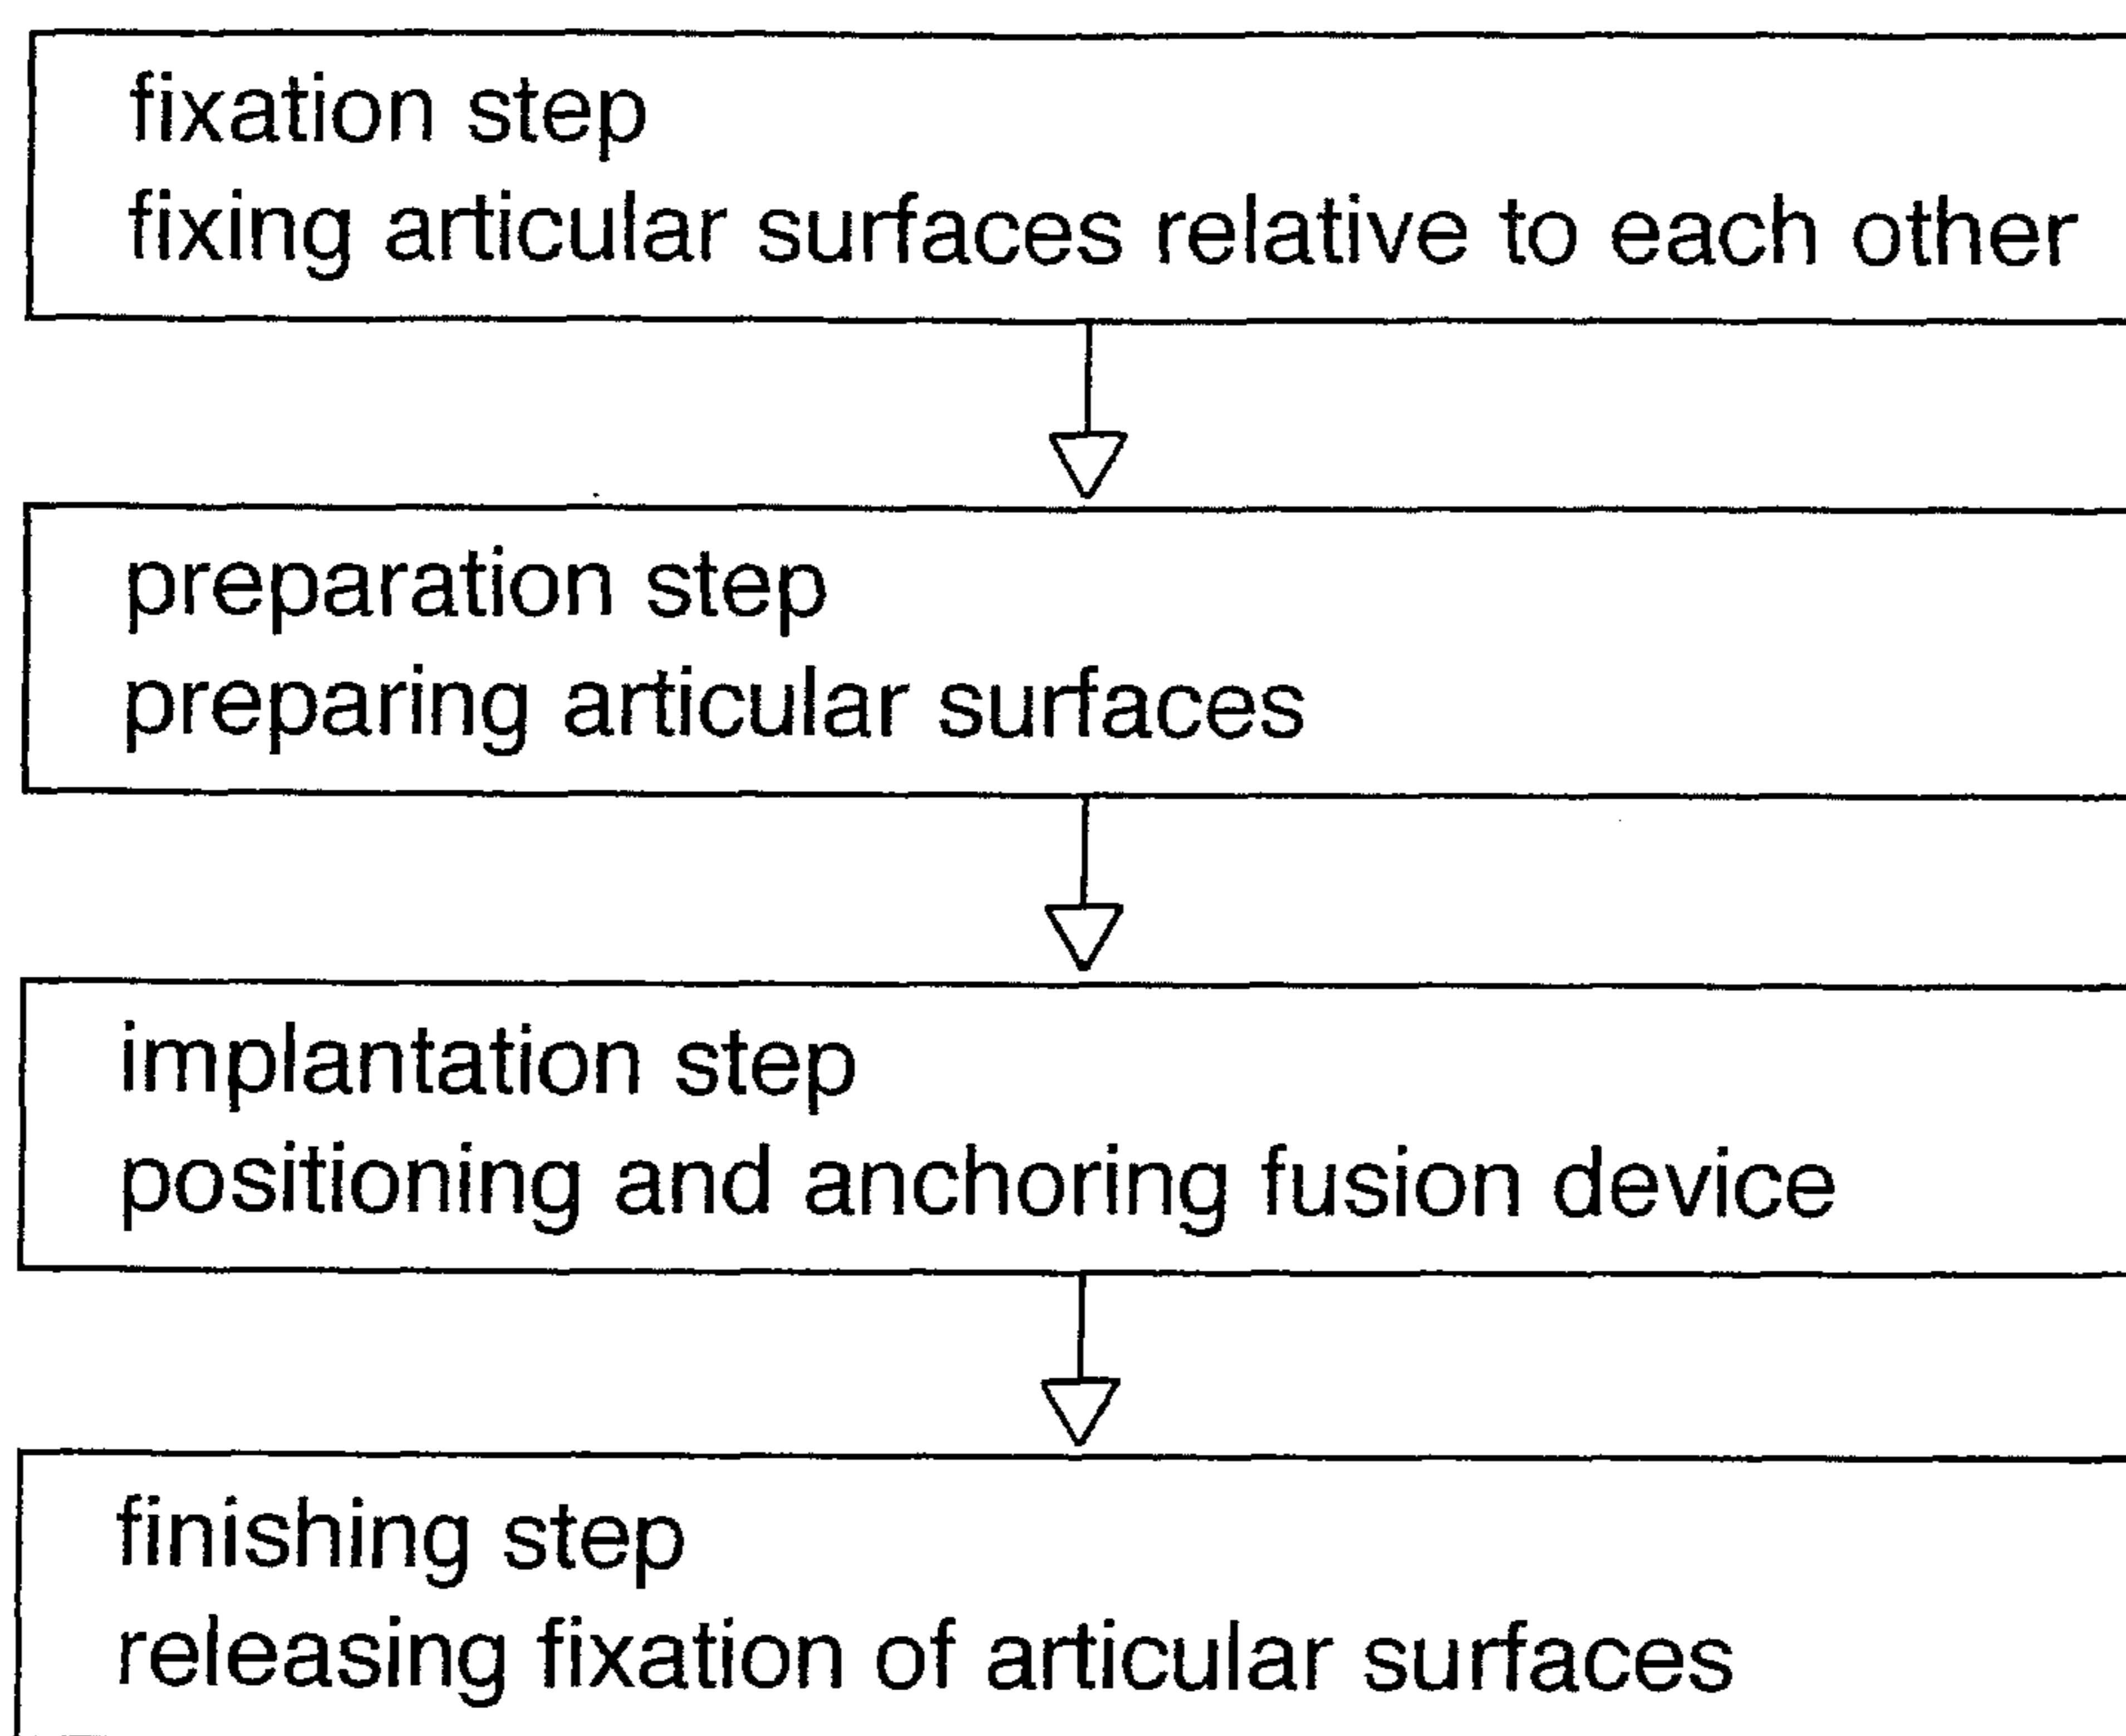 fixation step
fixing articular surfaces relative to each other
preparation step
preparing articular surfaces
implantation step
positioning and anchoring fusion device
finishing step
releasing fixation of articular surfaces